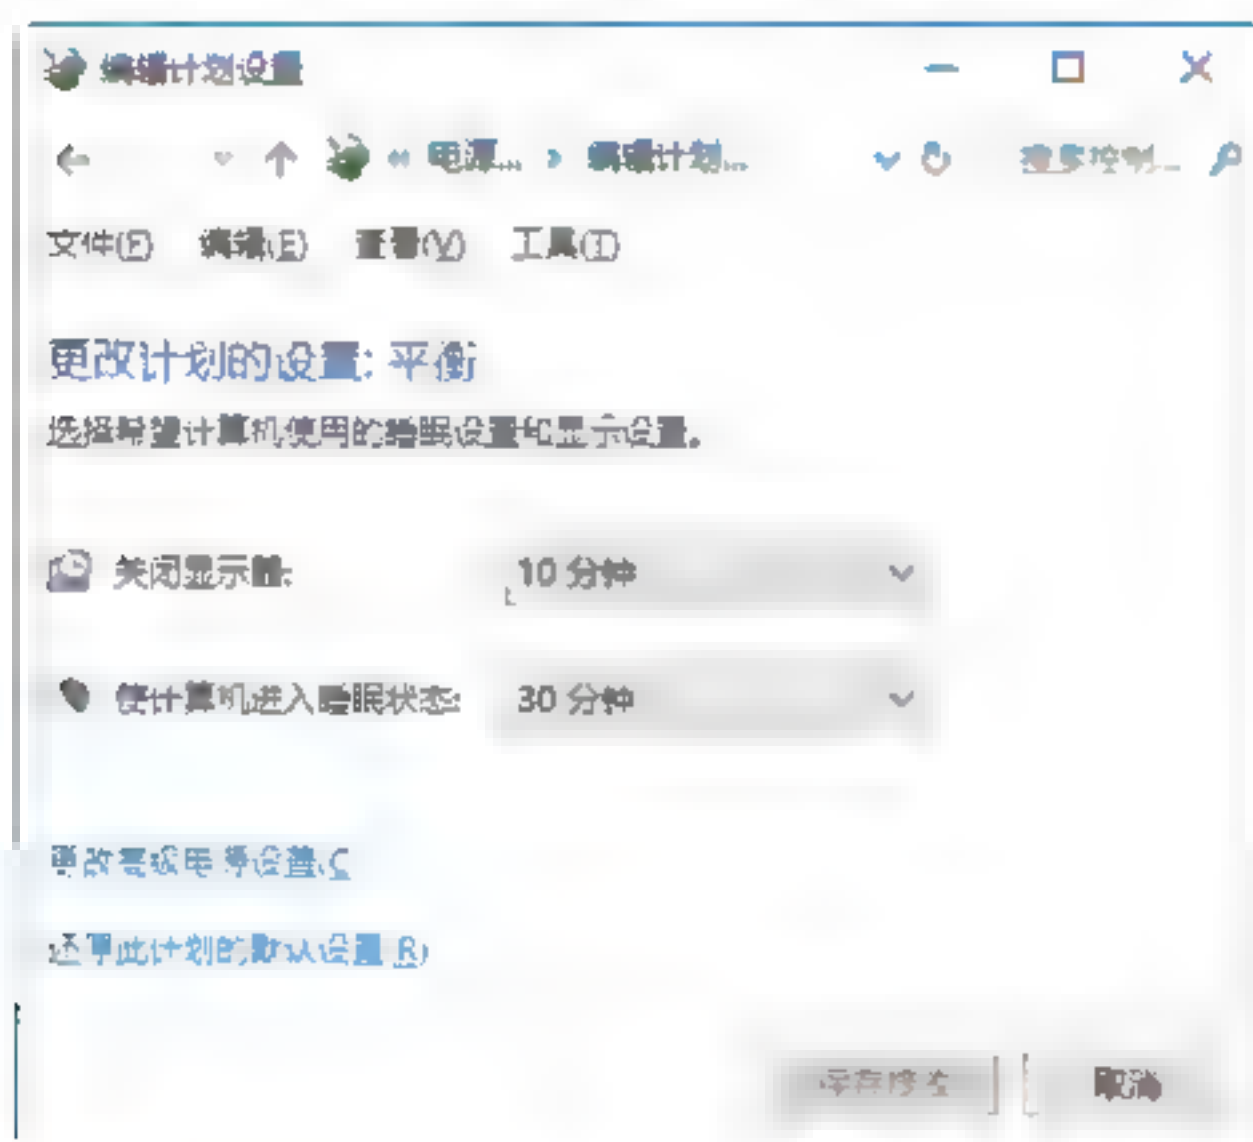 编辑计划设置
« 电源... › 编辑计划... 搜索控制...
文件(F) 编辑(E) 查看(V) 工具(T)
更改计划的设置: 平衡
选择希望计算机使用的睡眠设置和显示设置。
关闭显示器: 10 分钟
使计算机进入睡眠状态: 30 分钟
更改高级电源设置(C)
还原此计划的默认设置(R)
保存修改 取消